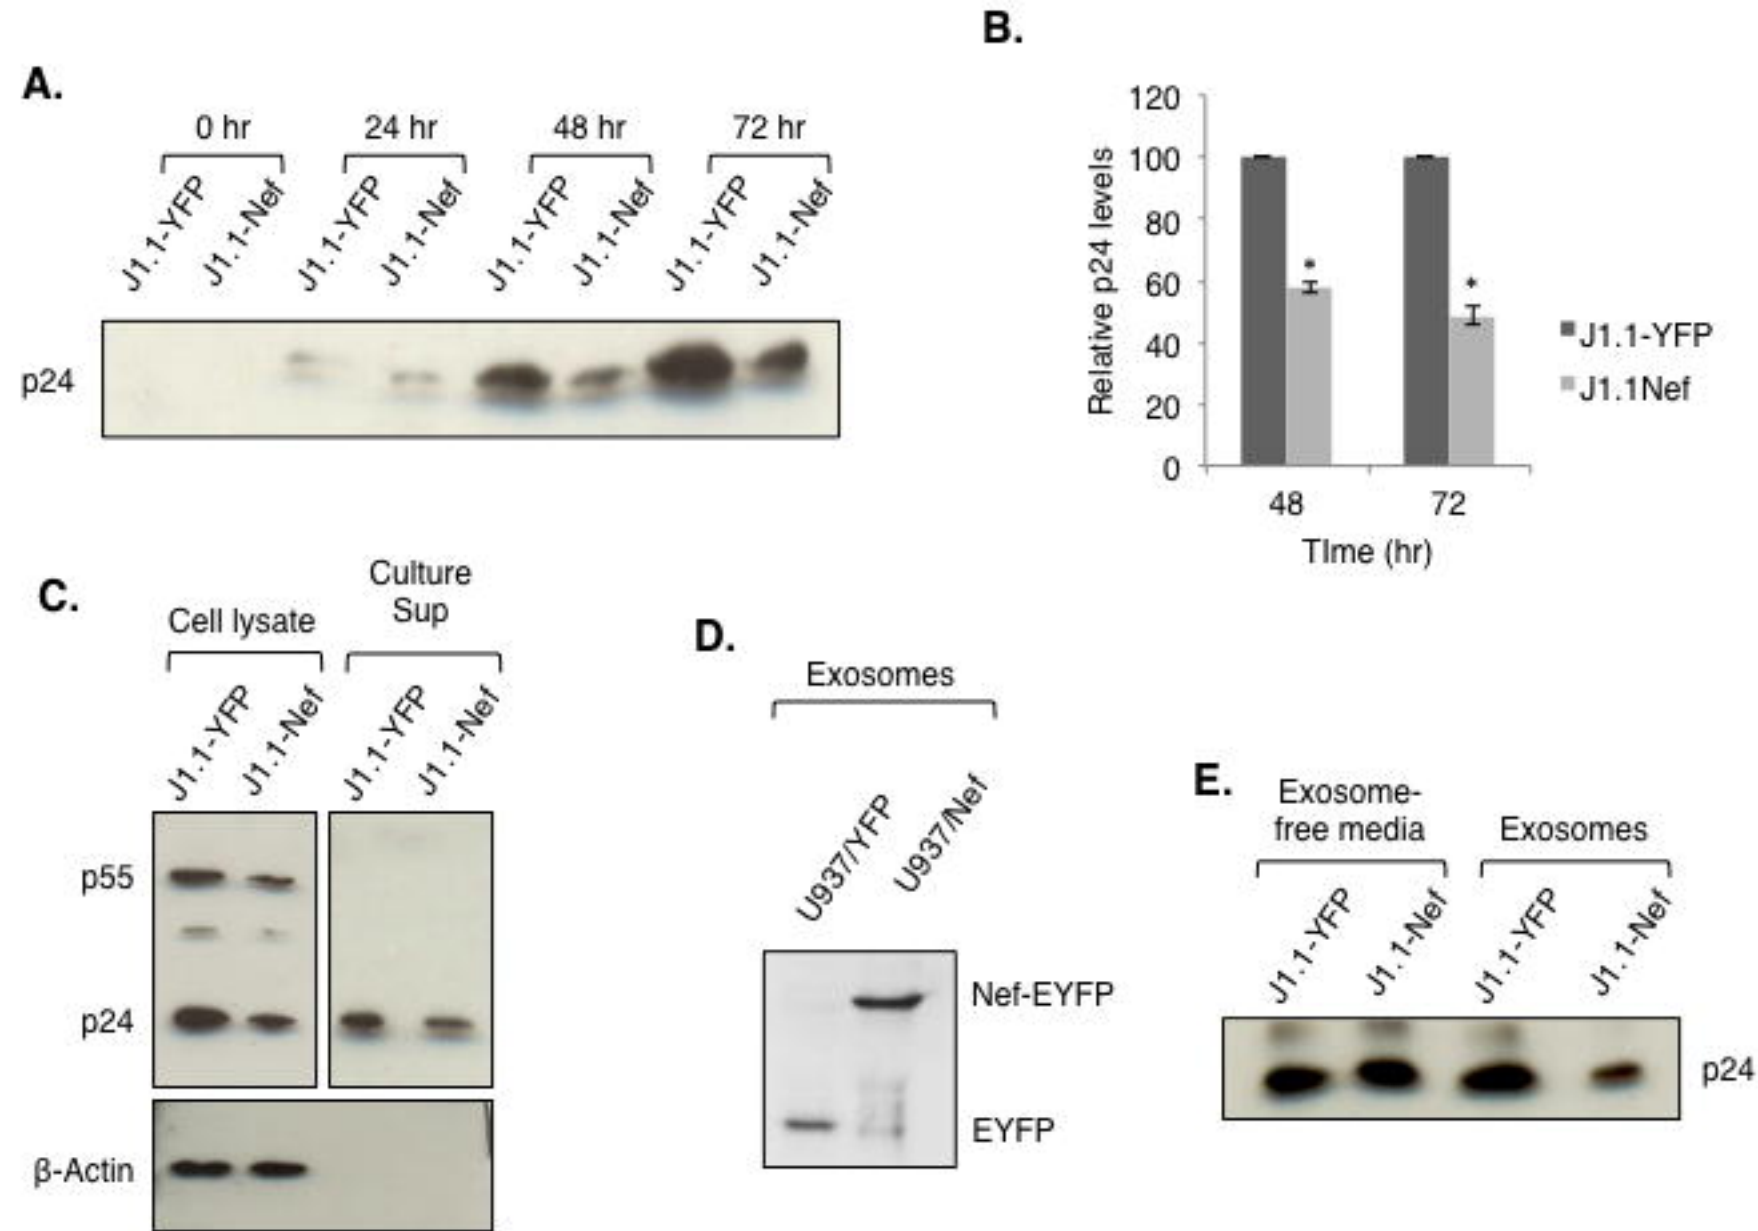 A.
0 hr 24 hr 48 hr 72 hr
J1.1-YFP J1.1-Nef J1.1-YFP J1.1-Nef J1.1-YFP J1.1-Nef J1.1-YFP J1.1-Nef
p24
B.
120
100
80
60
40
20
0
Relative p24 levels
* *
48 72
TIme (hr)
J1.1-YFP
J1.1Nef
C.
Cell lysate
Culture
Sup
J1.1-YFP J1.1-Nef J1.1-YFP J1.1-Nef
p55
p24
β-Actin
D.
Exosomes
U937/YFP U937/Nef
Nef-EYFP
EYFP
E.
Exosome-
free media
Exosomes
J1.1-YFP J1.1-Nef J1.1-YFP J1.1-Nef
p24